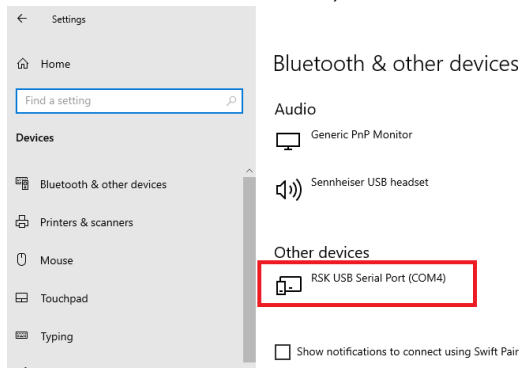 Settings
Home
Find a setting
Devices
Bluetooth & other devices
Printers & scanners
Mouse
Touchpad
Typing
Bluetooth & other devices
Audio
Generic PnP Monitor
Sennheiser USB headset
Other devices
RSK USB Serial Port (COM4)
Show notifications to connect using Swift Pair